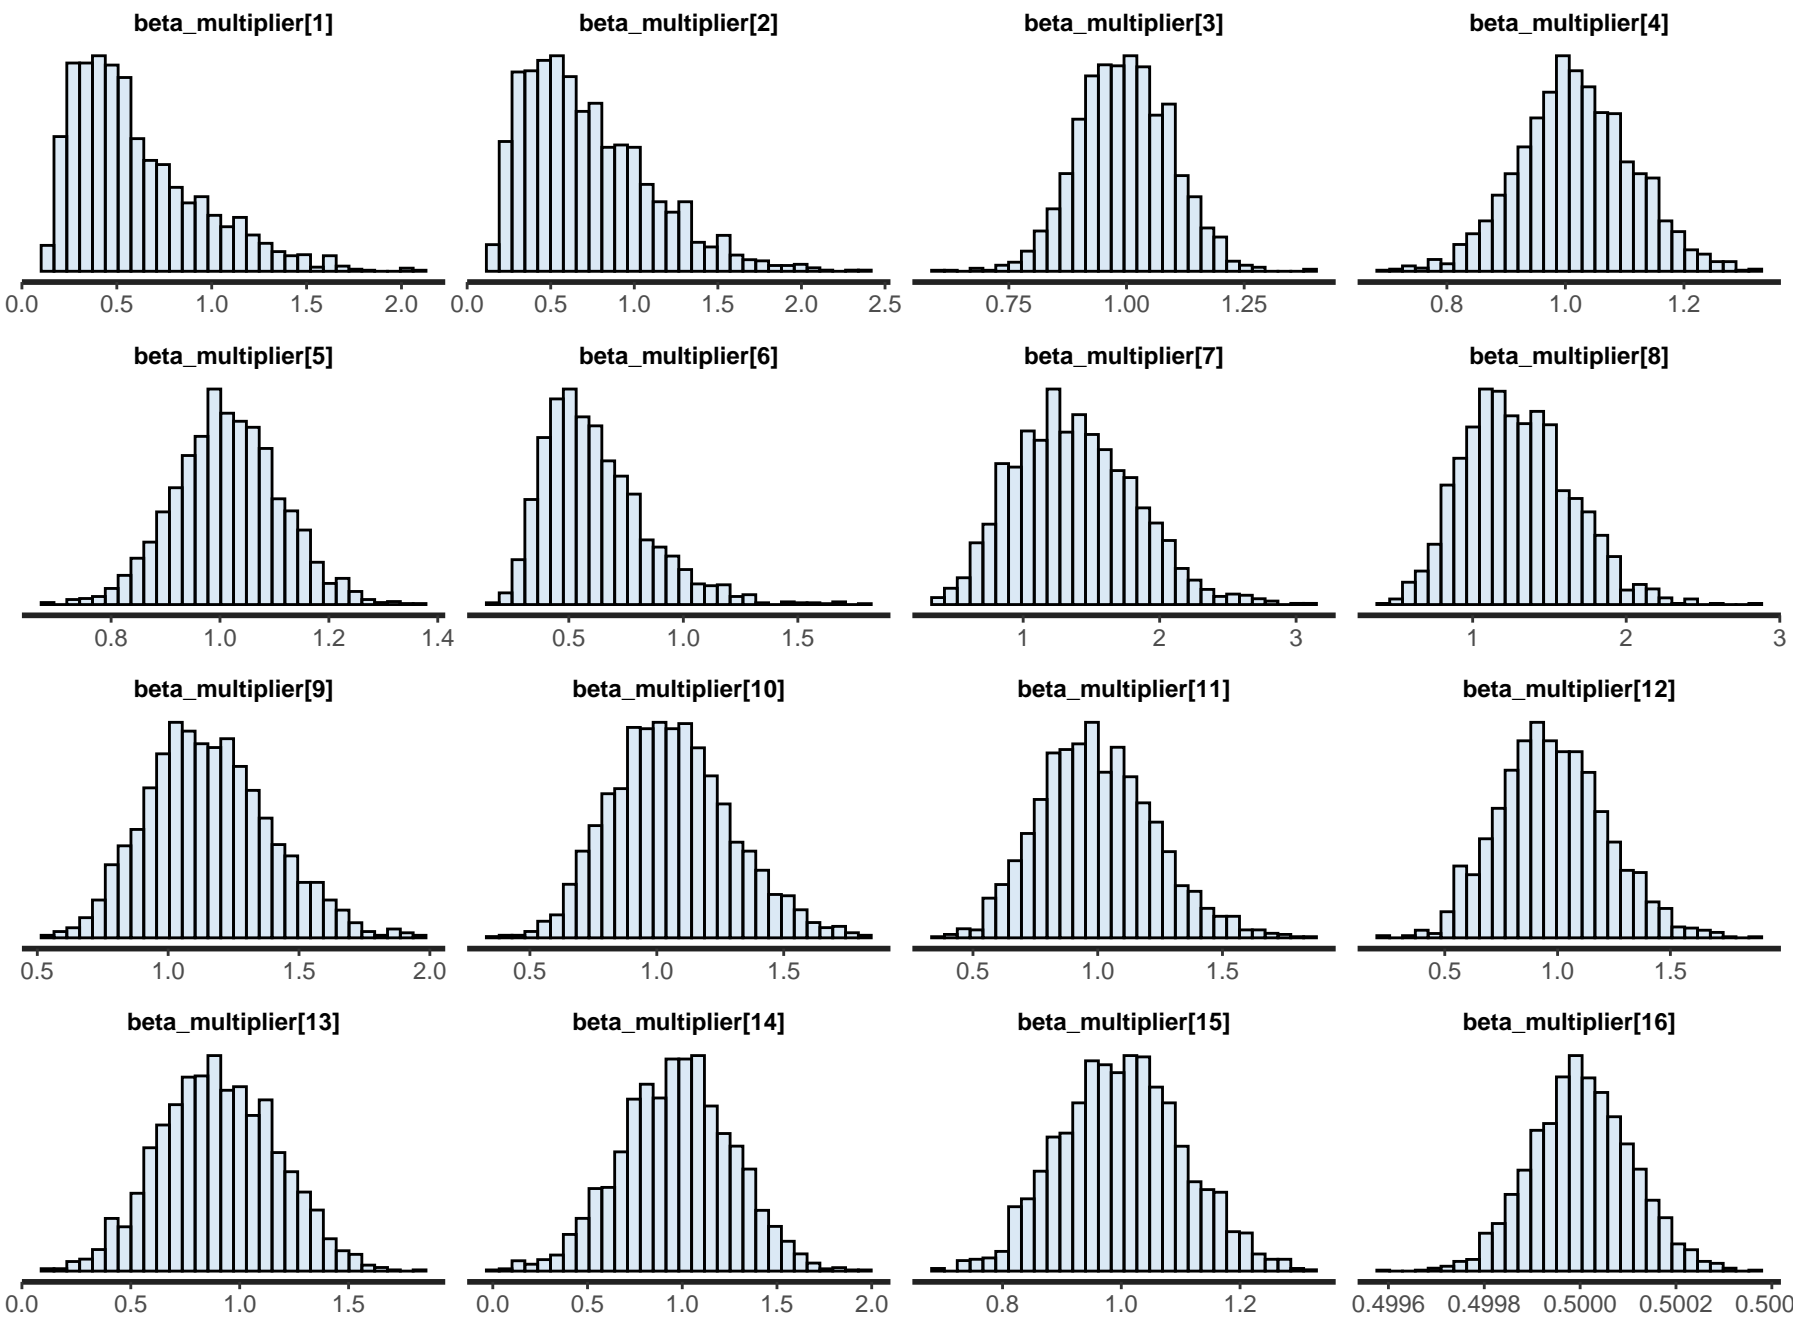 beta_multiplier[1] beta_multiplier[2] beta_multiplier[3] beta_multiplier[4]
0.0 0.5 1.0 1.5 2.0 0.0 0.5 1.0 1.5 2.0 2.5 0.75 1.00 1.25 0.8 1.0 1.2
beta_multiplier[5] beta_multiplier[6] beta_multiplier[7] beta_multiplier[8]
0.8 1.0 1.2 1.4 0.5 1.0 1.5 1 2 3 1 2 3
beta_multiplier[9] beta_multiplier[10] beta_multiplier[11] beta_multiplier[12]
0.5 1.0 1.5 2.0 0.5 1.0 1.5 0.5 1.0 1.5 0.5 1.0 1.5
beta_multiplier[13] beta_multiplier[14] beta_multiplier[15] beta_multiplier[16]
0.0 0.5 1.0 1.5 0.0 0.5 1.0 1.5 2.0 0.8 1.0 1.2 0.4996 0.4998 0.5000 0.5002 0.500